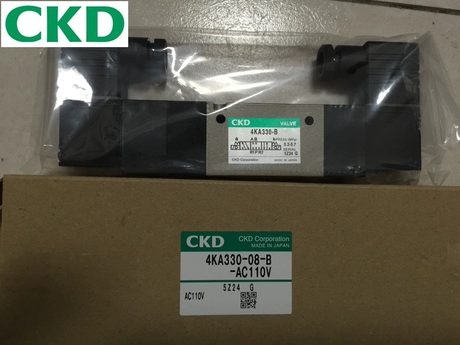 CKD
CKD VALVE
4KA330-B
CKD Corporation
CKD CKD Corporation
MADE IN JAPAN
4KA330-08-B
-AC110V
5Z24 G
AC110V